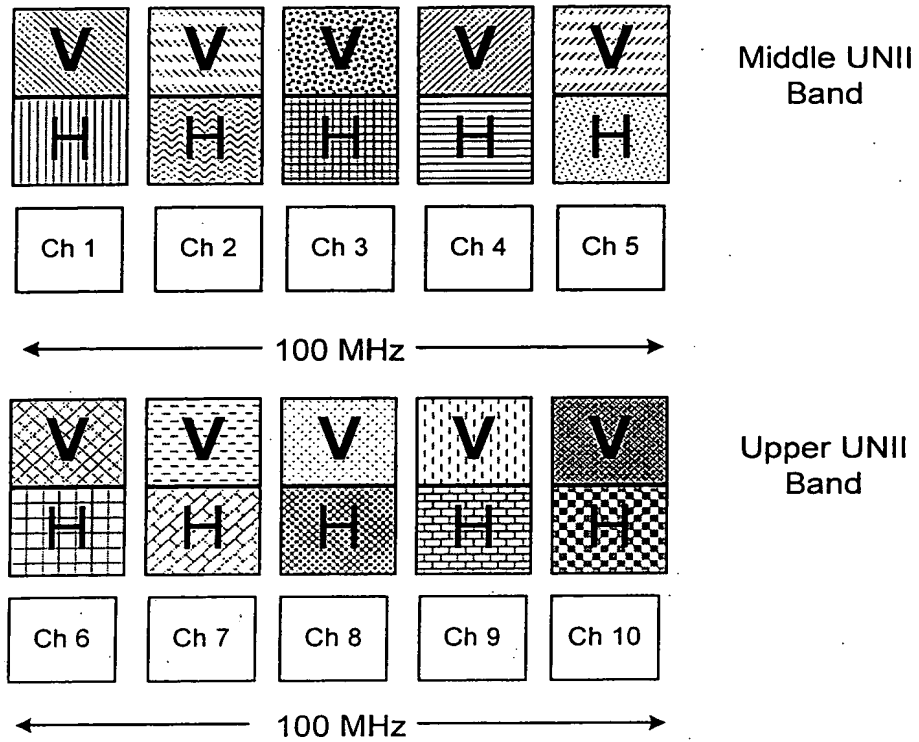 V V V V V
Middle UNII
Band
H H H H H
Ch 1 Ch 2 Ch 3 Ch 4 Ch 5
100 MHz
V V V V V
Upper UNII
Band
H H H H H
Ch 6 Ch 7 Ch 8 Ch 9 Ch 10
100 MHz